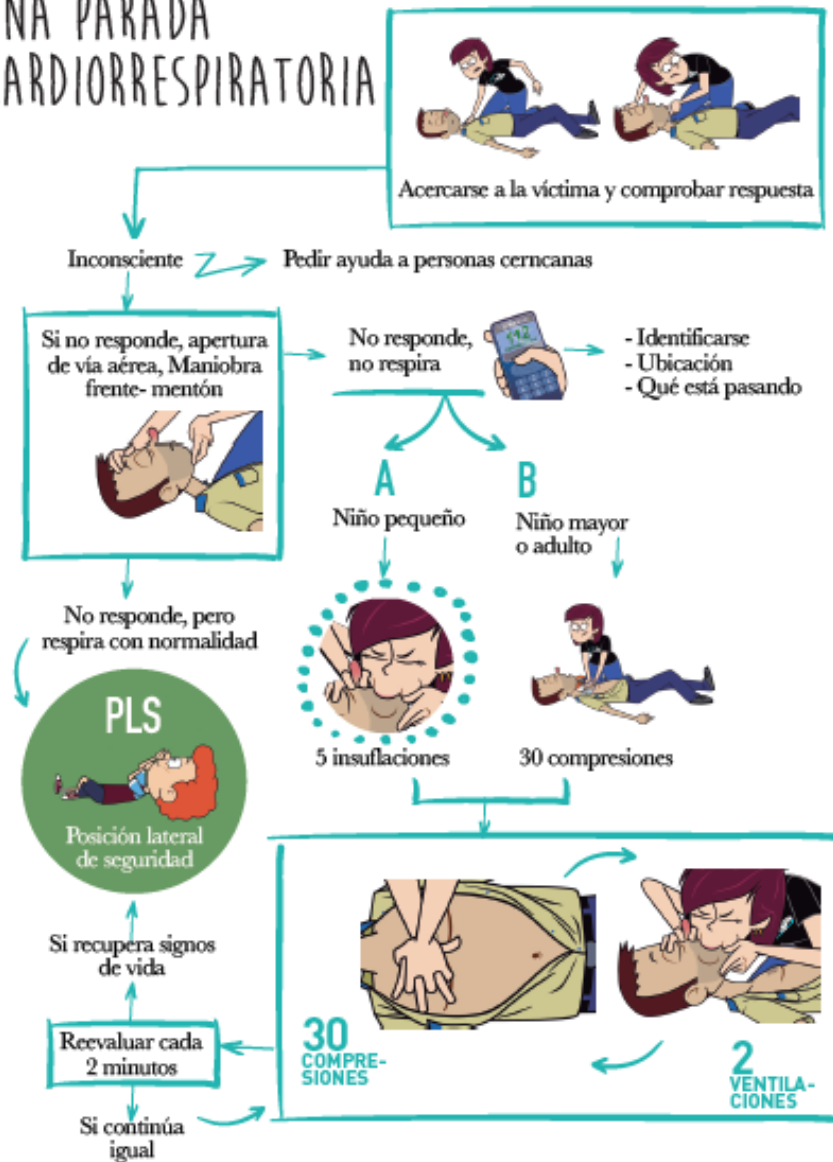 NA PARADA
ARDIORRESPIRATORIA
Acercarse a la víctima y comprobar respuesta
Inconsciente
Pedir ayuda a personas cerncanas
Si no responde, apertura
de vía aérea, Maniobra
frente- mentón
No responde,
no respira
112
- Identificarse
- Ubicación
- Qué está pasando
A
Niño pequeño
B
Niño mayor
o adulto
No responde, pero
respira con normalidad
PLS
Posición lateral
de seguridad
5 insuflaciones
30 compresiones
Si recupera signos
de vida
Reevaluar cada
2 minutos
Si continúa
igual
30
COMPRE-
SIONES
2
VENTILA-
CIONES